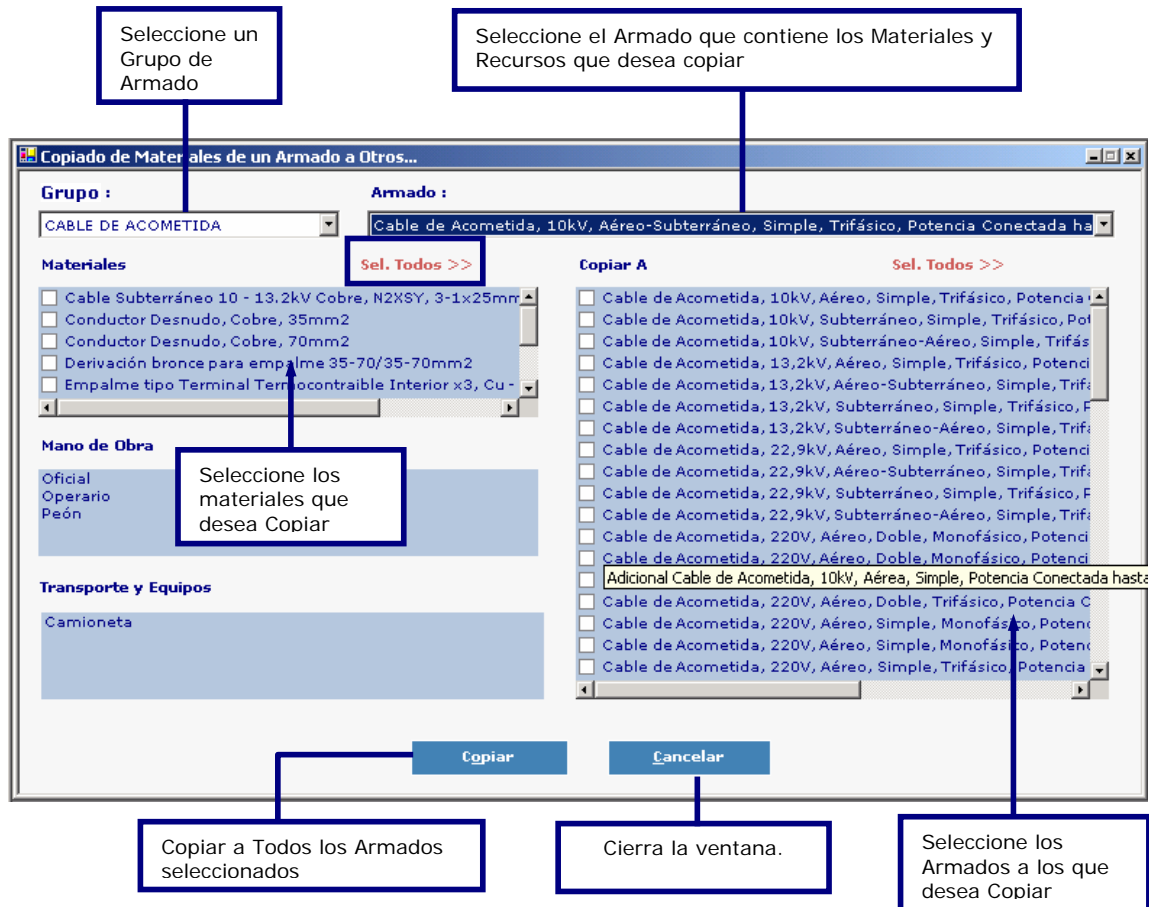 Seleccione un
Grupo de
Armado
Seleccione el Armado que contiene los Materiales y
Recursos que desea copiar
Copiado de Materiales de un Armado a Otros...
Grupo :
Armado :
CABLE DE ACOMETIDA
Cable de Acometida, 10kV, Aéreo-Subterráneo, Simple, Trifásico, Potencia Conectada ha
Materiales
Sel. Todos >>
Cable Subterráneo 10 - 13.2kV Cobre, N2XSY, 3-1x25mm
Conductor Desnudo, Cobre, 35mm2
Conductor Desnudo, Cobre, 70mm2
Derivación bronce para empalme 35-70/35-70mm2
Empalme tipo Terminal Termocontraible Interior x3, Cu -
Mano de Obra
Oficial
Operario
Peón
Seleccione los
materiales que
desea Copiar
Transporte y Equipos
Camioneta
Copiar A
Sel. Todos >>
Cable de Acometida, 10kV, Aéreo, Simple, Trifásico, Potencia
Cable de Acometida, 10kV, Subterráneo, Simple, Trifásico, Pot
Cable de Acometida, 10kV, Subterráneo-Aéreo, Simple, Trifás
Cable de Acometida, 13,2kV, Aéreo, Simple, Trifásico, Potenci
Cable de Acometida, 13,2kV, Aéreo-Subterráneo, Simple, Trifá
Cable de Acometida, 13,2kV, Subterráneo, Simple, Trifásico, P
Cable de Acometida, 13,2kV, Subterráneo-Aéreo, Simple, Trifá
Cable de Acometida, 22,9kV, Aéreo, Simple, Trifásico, Potenci
Cable de Acometida, 22,9kV, Aéreo-Subterráneo, Simple, Trifá
Cable de Acometida, 22,9kV, Subterráneo, Simple, Trifásico, P
Cable de Acometida, 22,9kV, Subterráneo-Aéreo, Simple, Trifá
Cable de Acometida, 220V, Aéreo, Doble, Monofásico, Potenci
Cable de Acometida, 220V, Aéreo, Doble, Monofásico, Potenci
Adicional Cable de Acometida, 10kV, Aérea, Simple, Potencia Conectada hasta
Cable de Acometida, 220V, Aéreo, Doble, Trifásico, Potencia C
Cable de Acometida, 220V, Aéreo, Simple, Monofásico, Potenc
Cable de Acometida, 220V, Aéreo, Simple, Monofásico, Potenc
Cable de Acometida, 220V, Aéreo, Simple, Trifásico, Potencia
Copiar
Cancelar
Copiar a Todos los Armados
seleccionados
Cierra la ventana.
Seleccione los
Armados a los que
desea Copiar